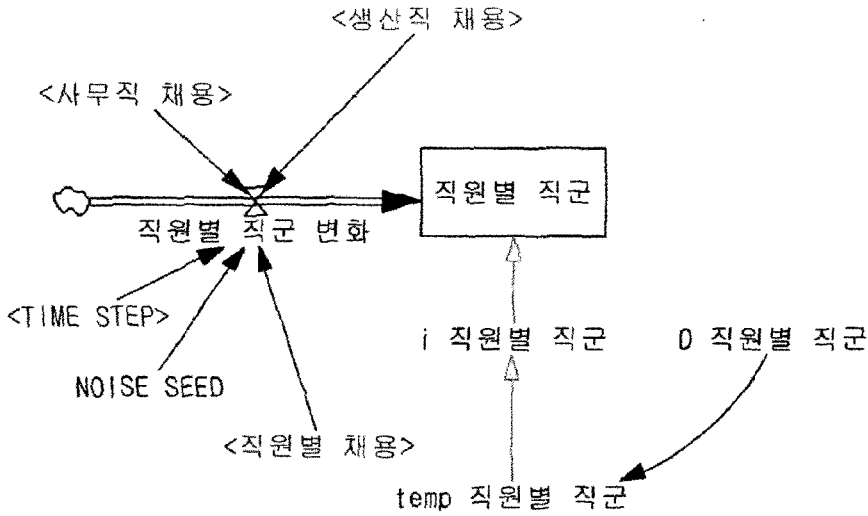 <생산직 채용>
<사무직 채용>
직원별 직군
직원별 직군 변화
<TIME STEP>
i 직원별 직군
D 직원별 직군
NOISE SEED
<직원별 채용>
temp 직원별 직군